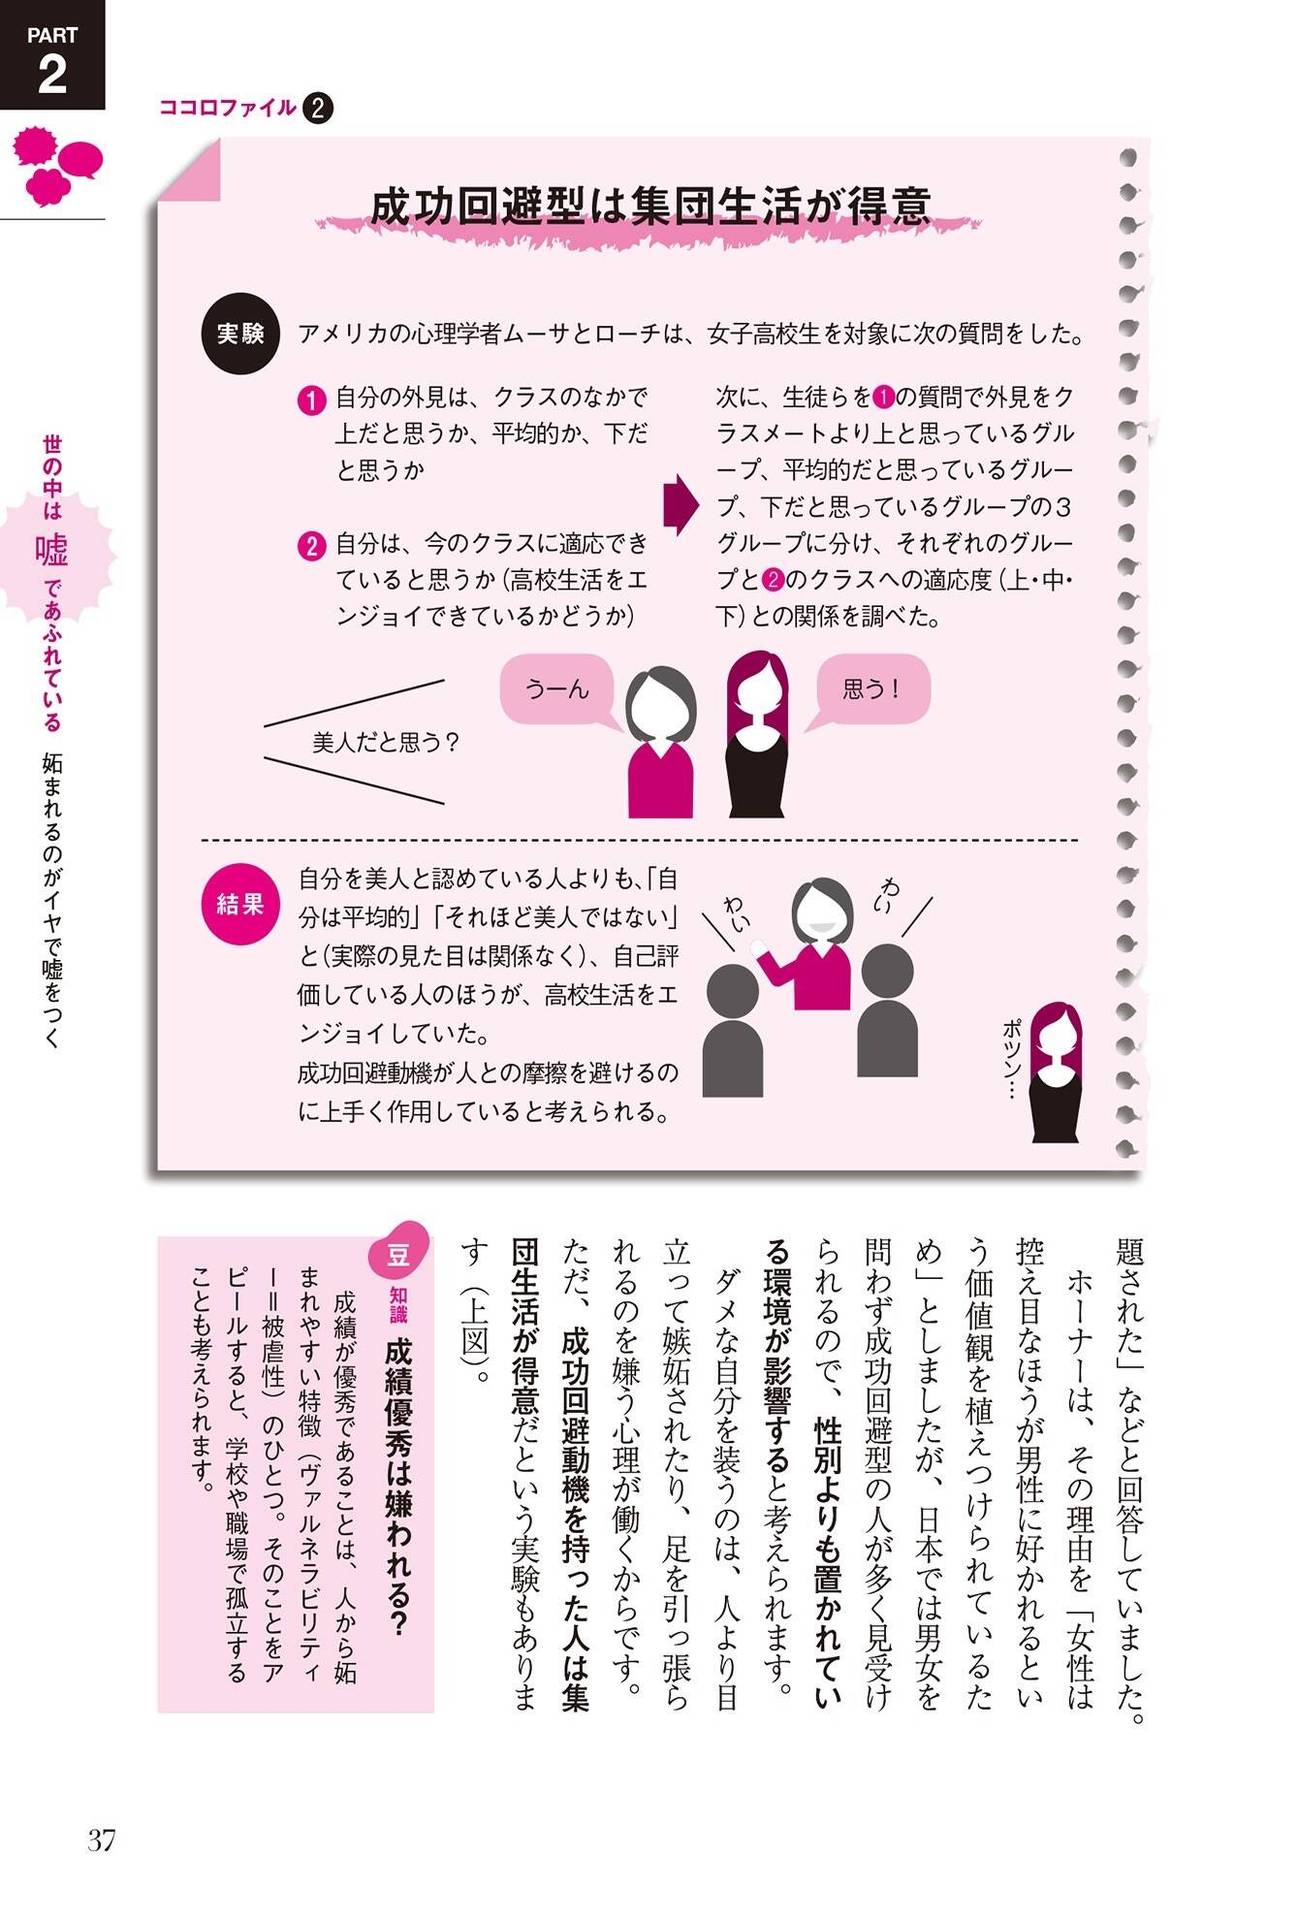 PART
2
世の中は嘘であふれている 妬まれるのがイヤで嘘をつく
ココロファイル2
成功回避型は集団生活が得意
実験
アメリカの心理学者ムーサとローチは、女子高校生を対象に次の質問をした。
1 自分の外見は、クラスのなかで
上だと思うか、平均的か、下だ
と思うか
2 自分は、今のクラスに適応でき
ていると思うか（高校生活をエ
ンジョイできているかどうか）
次に、生徒らを1の質問で外見をク
ラスメートより上と思っているグル
ープ、平均的だと思っているグルー
プ、下だと思っているグループの３
グループに分け、それぞれのグルー
プと2のクラスへの適応度（上・中・
下）との関係を調べた。
美人だと思う？
うーん
思う！
結果
自分を美人と認めている人よりも、「自
分は平均的」「それほど美人ではない」
と（実際の見た目は関係なく）、自己評
価している人のほうが、高校生活をエ
ンジョイしていた。
成功回避動機が人との摩擦を避けるの
に上手く作用していると考えられる。
わい
わい
ポツン…
題された」などと回答していました。
ホーナーは、その理由を「女性は
控え目なほうが男性に好かれるとい
う価値観を植えつけられているた
め」としましたが、日本では男女を
問わず成功回避型の人が多く見受け
られるので、性別よりも置かれてい
る環境が影響すると考えられます。
ダメな自分を装うのは、人より目
立って嫉妬されたり、足を引っ張ら
れるのを嫌う心理が働くからです。
ただ、成功回避動機を持った人は集
団生活が得意だという実験もありま
す（上図）。
豆知識 成績優秀は嫌われる？
成績が優秀であることは、人から妬
まれやすい特徴（ヴァルネラビリティ
ー＝被虐性）のひとつ。そのことをア
ピールすると、学校や職場で孤立する
ことも考えられます。
37